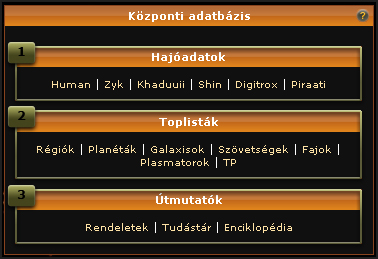 Központi adatbázis ?
1 Hajóadatok
Human | Zyk | Khaduuii | Shin | Digitrox | Piraati
2 Toplisták
Régiók | Planéták | Galaxisok | Szövetségek | Fajok |
Plasmatorok | TP
3 Útmutatók
Rendeletek | Tudástár | Enciklopédia